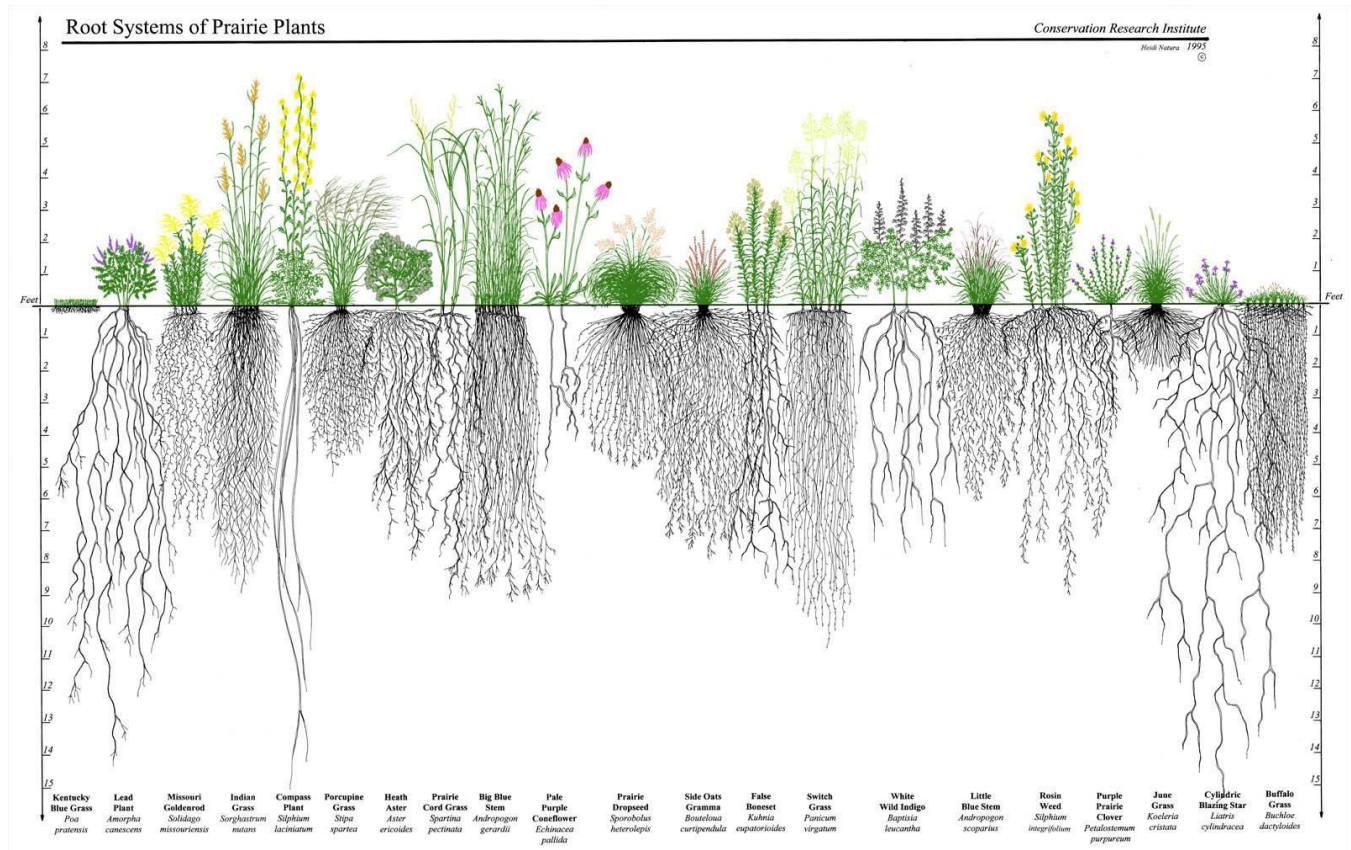 Root Systems of Prairie Plants
Conservation Research Institute
Heidi Natura 1995
©
8
7
6
5
4
3
2
1
Feet
1
2
3
4
5
6
7
8
9
10
11
12
13
14
15
8
7
6
5
4
3
2
1
Feet
1
2
3
4
5
6
7
8
9
10
11
12
13
14
15
Kentucky
Blue Grass
Poa
pratensis
Lead
Plant
Amorpha
canescens
Missouri
Goldenrod
Solidago
missouriensis
Indian
Grass
Sorghastrum
nutans
Compass
Plant
Silphium
laciniatum
Porcupine
Grass
Stipa
spartea
Heath
Aster
Aster
ericoides
Prairie
Cord Grass
Spartina
pectinata
Big Blue
Stem
Andropogon
gerardii
Pale
Purple
Coneflower
Echinacea
pallida
Prairie
Dropseed
Sporobolus
heterolepis
Side Oats
Gramma
Bouteloua
curtipendula
False
Boneset
Kuhnia
eupatorioides
Switch
Grass
Panicum
virgatum
White
Wild Indigo
Baptisia
leucantha
Little
Blue Stem
Andropogon
scoparius
Rosin
Weed
Silphium
integrifolium
Purple
Prairie
Clover
Petalostemum
purpureum
June
Grass
Koeleria
cristata
Cylindric
Blazing Star
Liatris
cylindracea
Buffalo
Grass
Buchloe
dactyloides